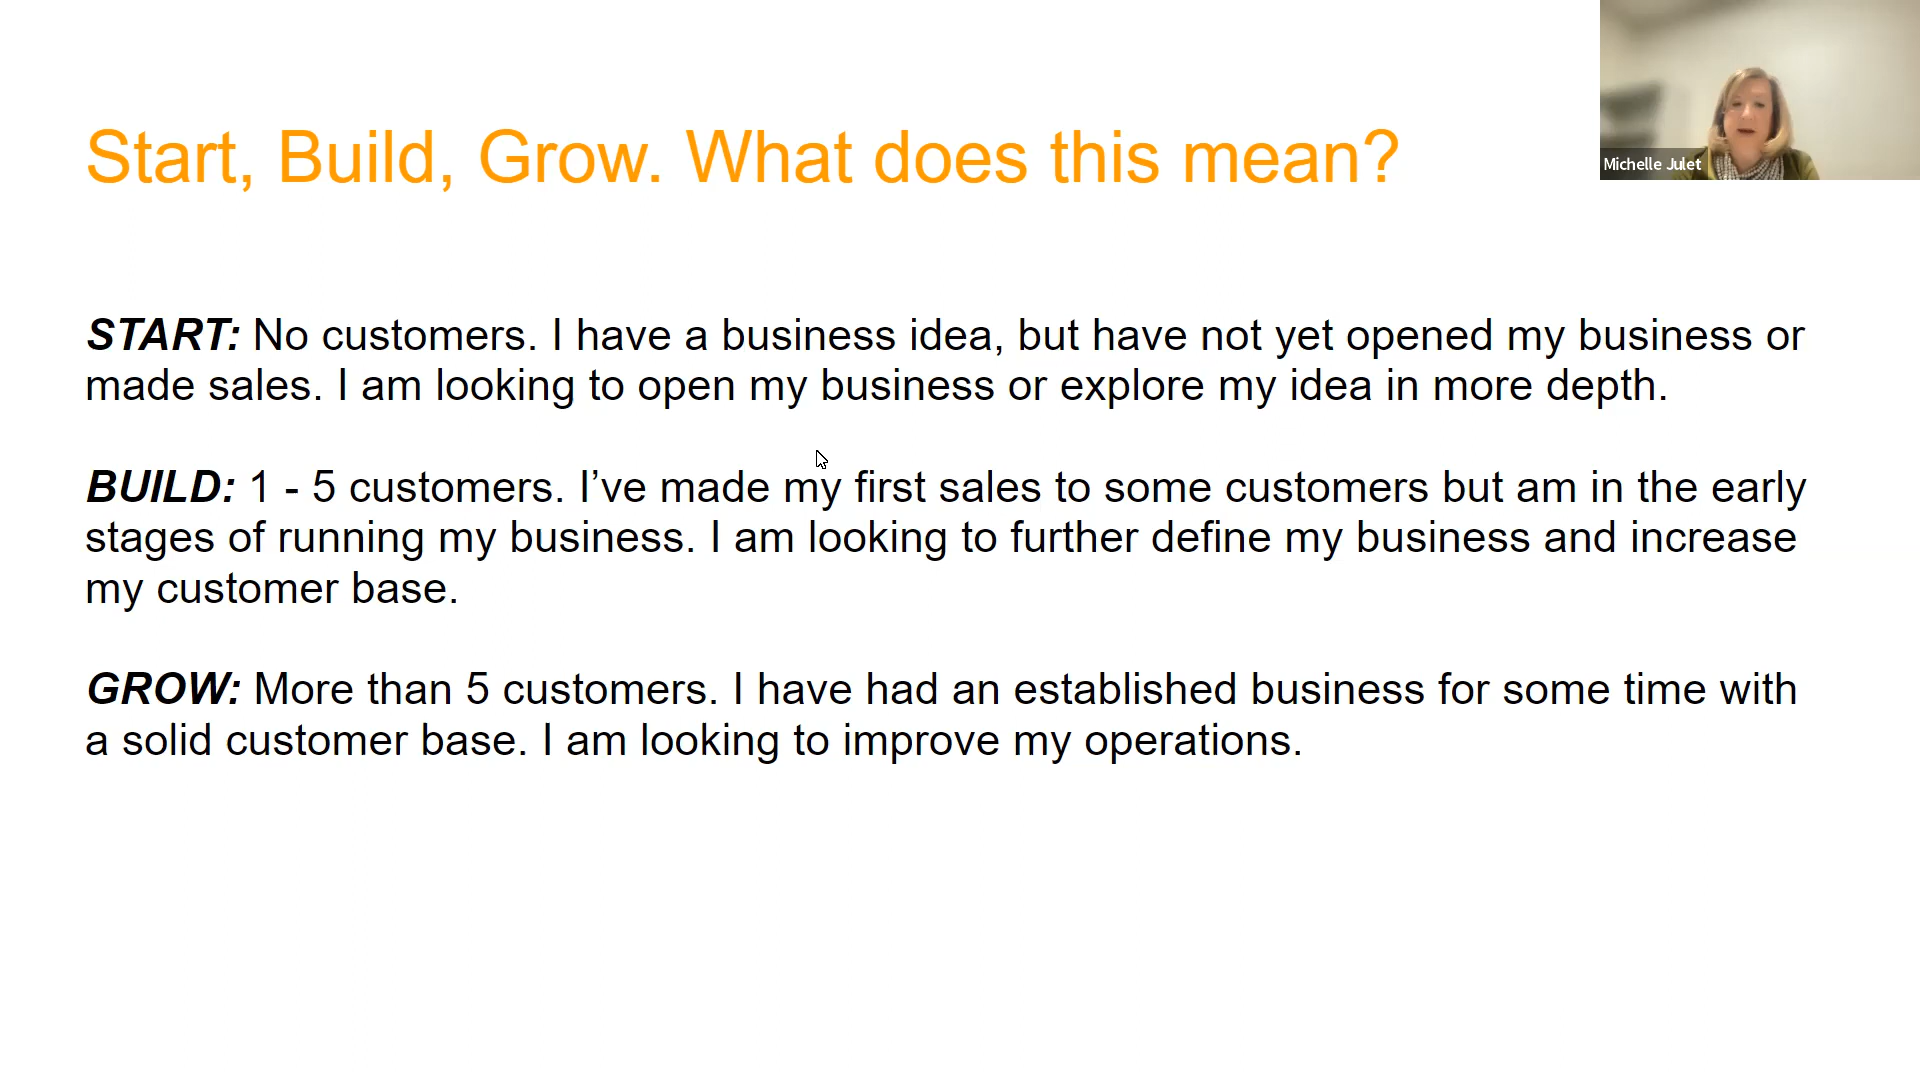 Start, Build, Grow. What does this mean?
Michelle Julet
START: No customers. I have a business idea, but have not yet opened my business or
made sales. I am looking to open my business or explore my idea in more depth.
BUILD: 1 - 5 customers. I’ve made my first sales to some customers but am in the early
stages of running my business. I am looking to further define my business and increase
my customer base.
GROW: More than 5 customers. I have had an established business for some time with
a solid customer base. I am looking to improve my operations.